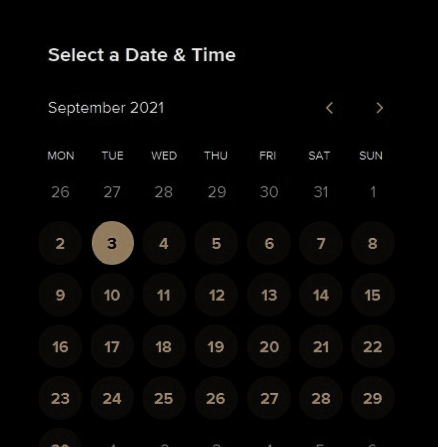 Select a Date & Time
September 2021
MON TUE WED THU FRI SAT SUN
26 27 28 29 30 31 1
2 3 4 5 6 7 8
9 10 11 12 13 14 15
16 17 18 19 20 21 22
23 24 25 26 27 28 29